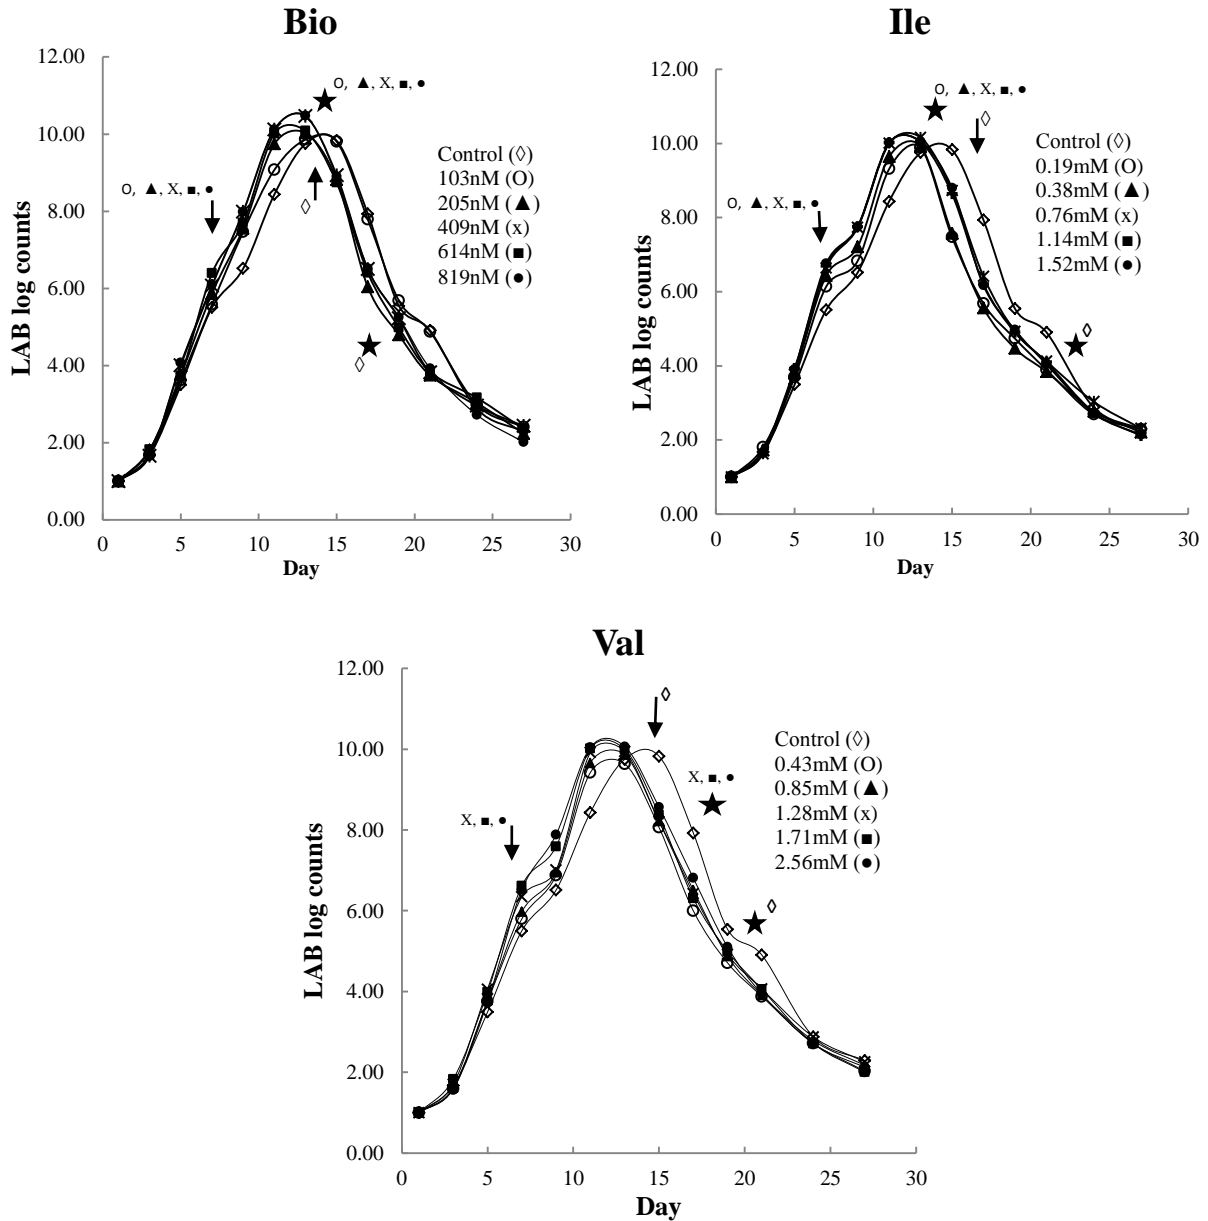 Bio
12.00
10.00
8.00
6.00
4.00
2.00
0.00
LAB log counts
O, ▲, X, ■, ●
O, ▲, X, ■, ●
◊
◊
Control (◊)
103nM (O)
205nM (▲)
409nM (x)
614nM (■)
819nM (●)
0 5 10 15 20 25 30
Day
Ile
12.00
10.00
8.00
6.00
4.00
2.00
0.00
LAB log counts
O, ▲, X, ■, ●
◊
O, ▲, X, ■, ●
◊
Control (◊)
0.19mM (O)
0.38mM (▲)
0.76mM (x)
1.14mM (■)
1.52mM (●)
0 5 10 15 20 25 30
Day
Val
12.00
10.00
8.00
6.00
4.00
2.00
0.00
LAB log counts
◊
X, ■, ●
X, ■, ●
◊
Control (◊)
0.43mM (O)
0.85mM (▲)
1.28mM (x)
1.71mM (■)
2.56mM (●)
0 5 10 15 20 25 30
Day